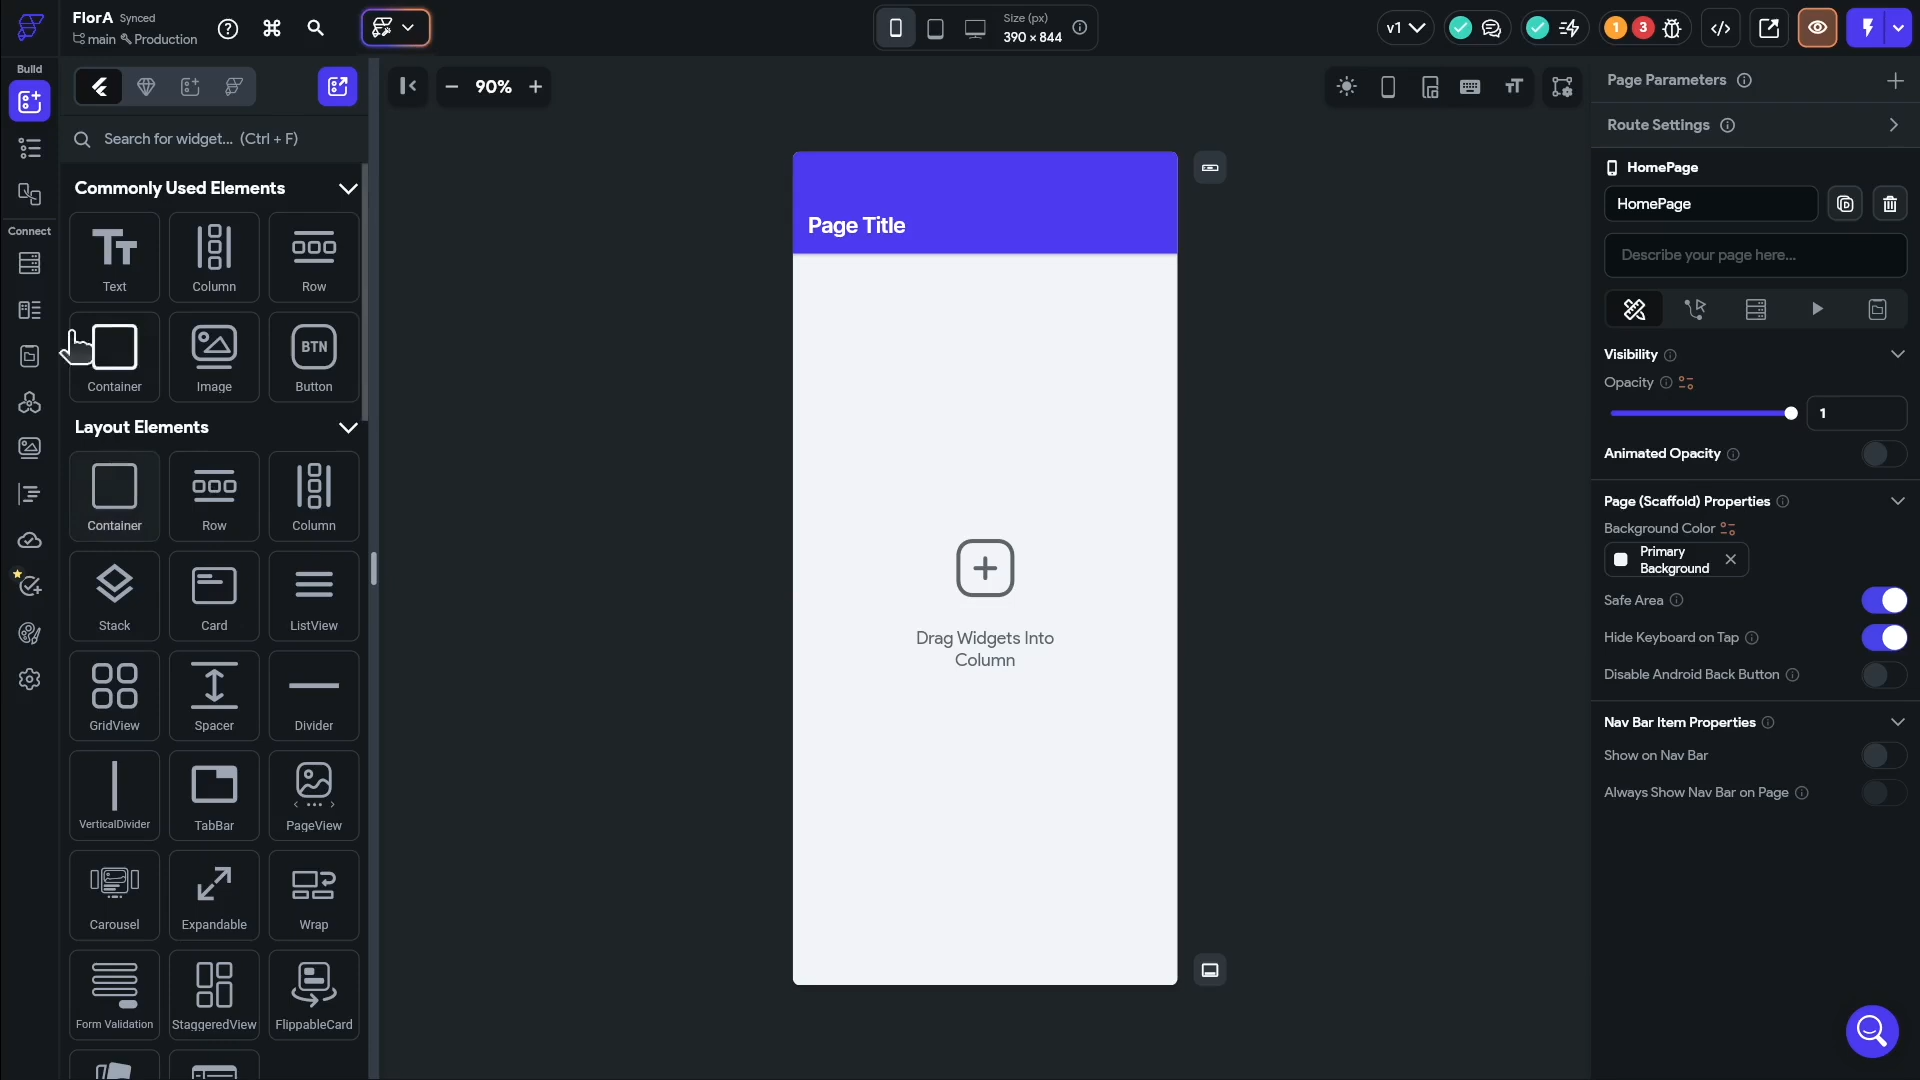 FlorA Synced
main Production
Size (px)
390 × 844
v1
1
3
Build
Connect
90%
Search for widget... (Ctrl + F)
Commonly Used Elements
Text
Column
Row
Container
Image
BTN
Button
Layout Elements
Container
Row
Column
Stack
Card
ListView
GridView
Spacer
Divider
VerticalDivider
TabBar
PageView
Carousel
Expandable
Wrap
Form Validation
StaggeredView
FlippableCard
Page Title
Drag Widgets Into
Column
Page Parameters
Route Settings
HomePage
HomePage
Describe your page here...
Visibility
Opacity
1
Animated Opacity
Page (Scaffold) Properties
Background Color
Primary
Background
Safe Area
Hide Keyboard on Tap
Disable Android Back Button
Nav Bar Item Properties
Show on Nav Bar
Always Show Nav Bar on Page